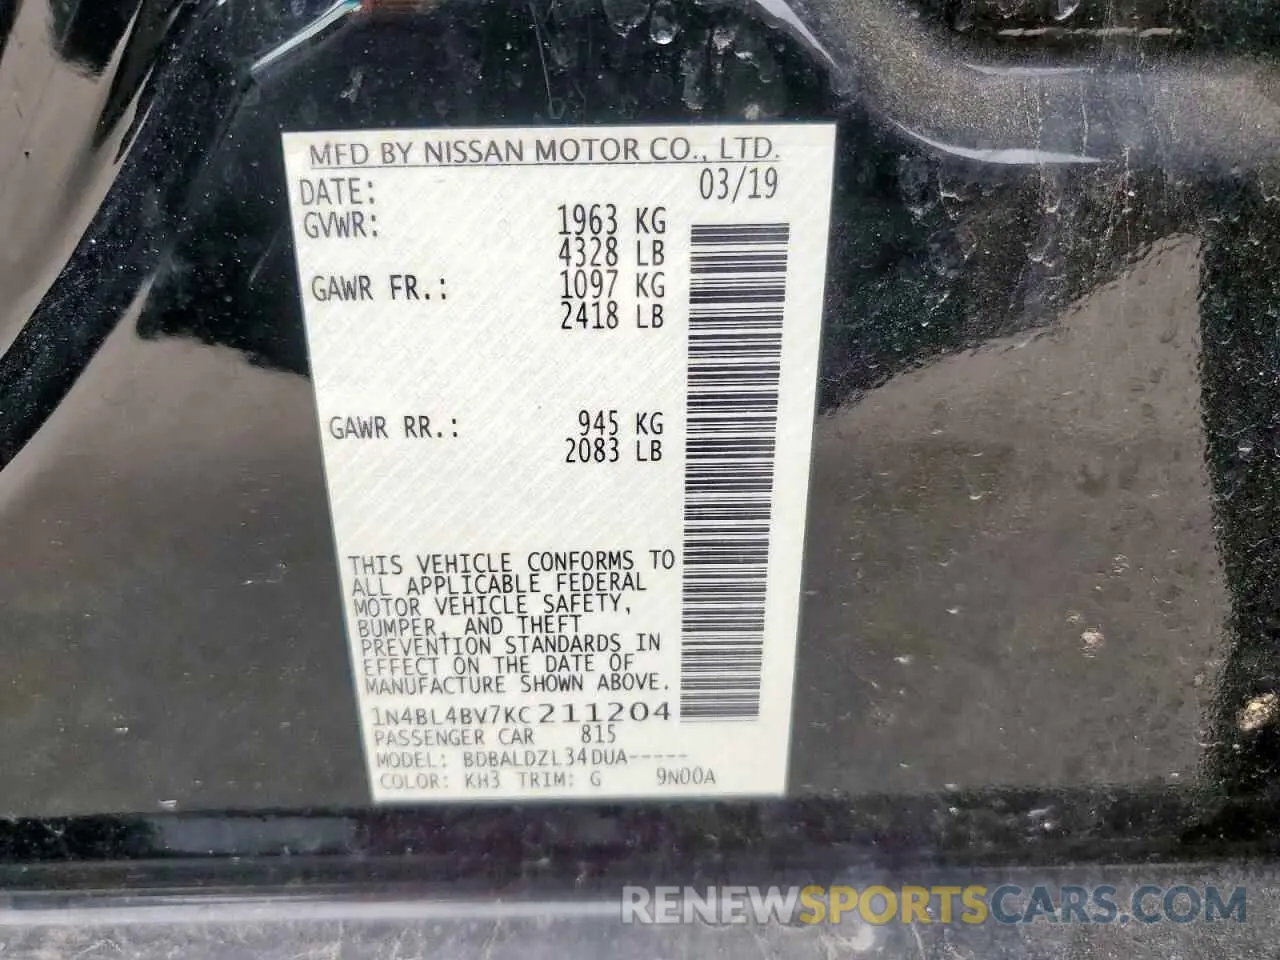 MFD BY NISSAN MOTOR CO., LTD.
DATE: 03/19
GVWR: 1963 KG
4328 LB
GAWR FR.: 1097 KG
2418 LB
GAWR RR.: 945 KG
2083 LB
THIS VEHICLE CONFORMS TO
ALL APPLICABLE FEDERAL
MOTOR VEHICLE SAFETY,
BUMPER, AND THEFT
PREVENTION STANDARDS IN
EFFECT ON THE DATE OF
MANUFACTURE SHOWN ABOVE.
1N4BL4BV7KC211204
PASSENGER CAR 815
MODEL: BDBALDZL34DUA-----
COLOR: KH3 TRIM: G 9N00A
RENEWSPORTSCARS.COM